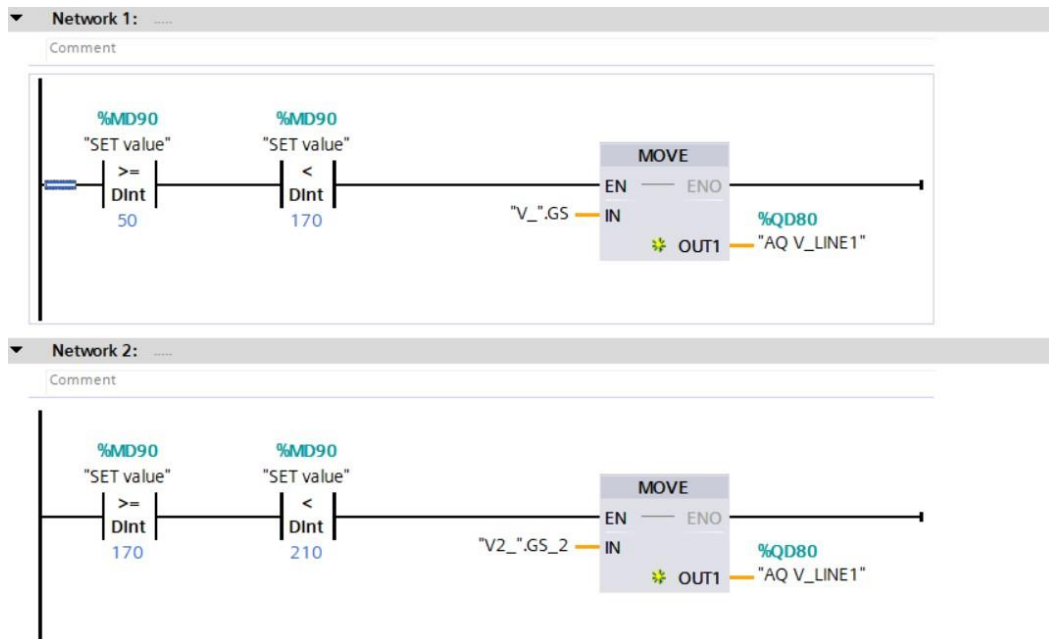 Network 1: .....
Comment
%MD90 %MD90
"SET value" "SET value"
MOVE
>= <
EN ENO
DInt DInt
"V_".GS IN
50 170
%QD80
OUT1 "AQ V_LINE1"
Network 2: .....
Comment
%MD90 %MD90
"SET value" "SET value"
MOVE
>= <
EN ENO
DInt DInt
"V2_".GS_2 IN
170 210
%QD80
OUT1 "AQ V_LINE1"